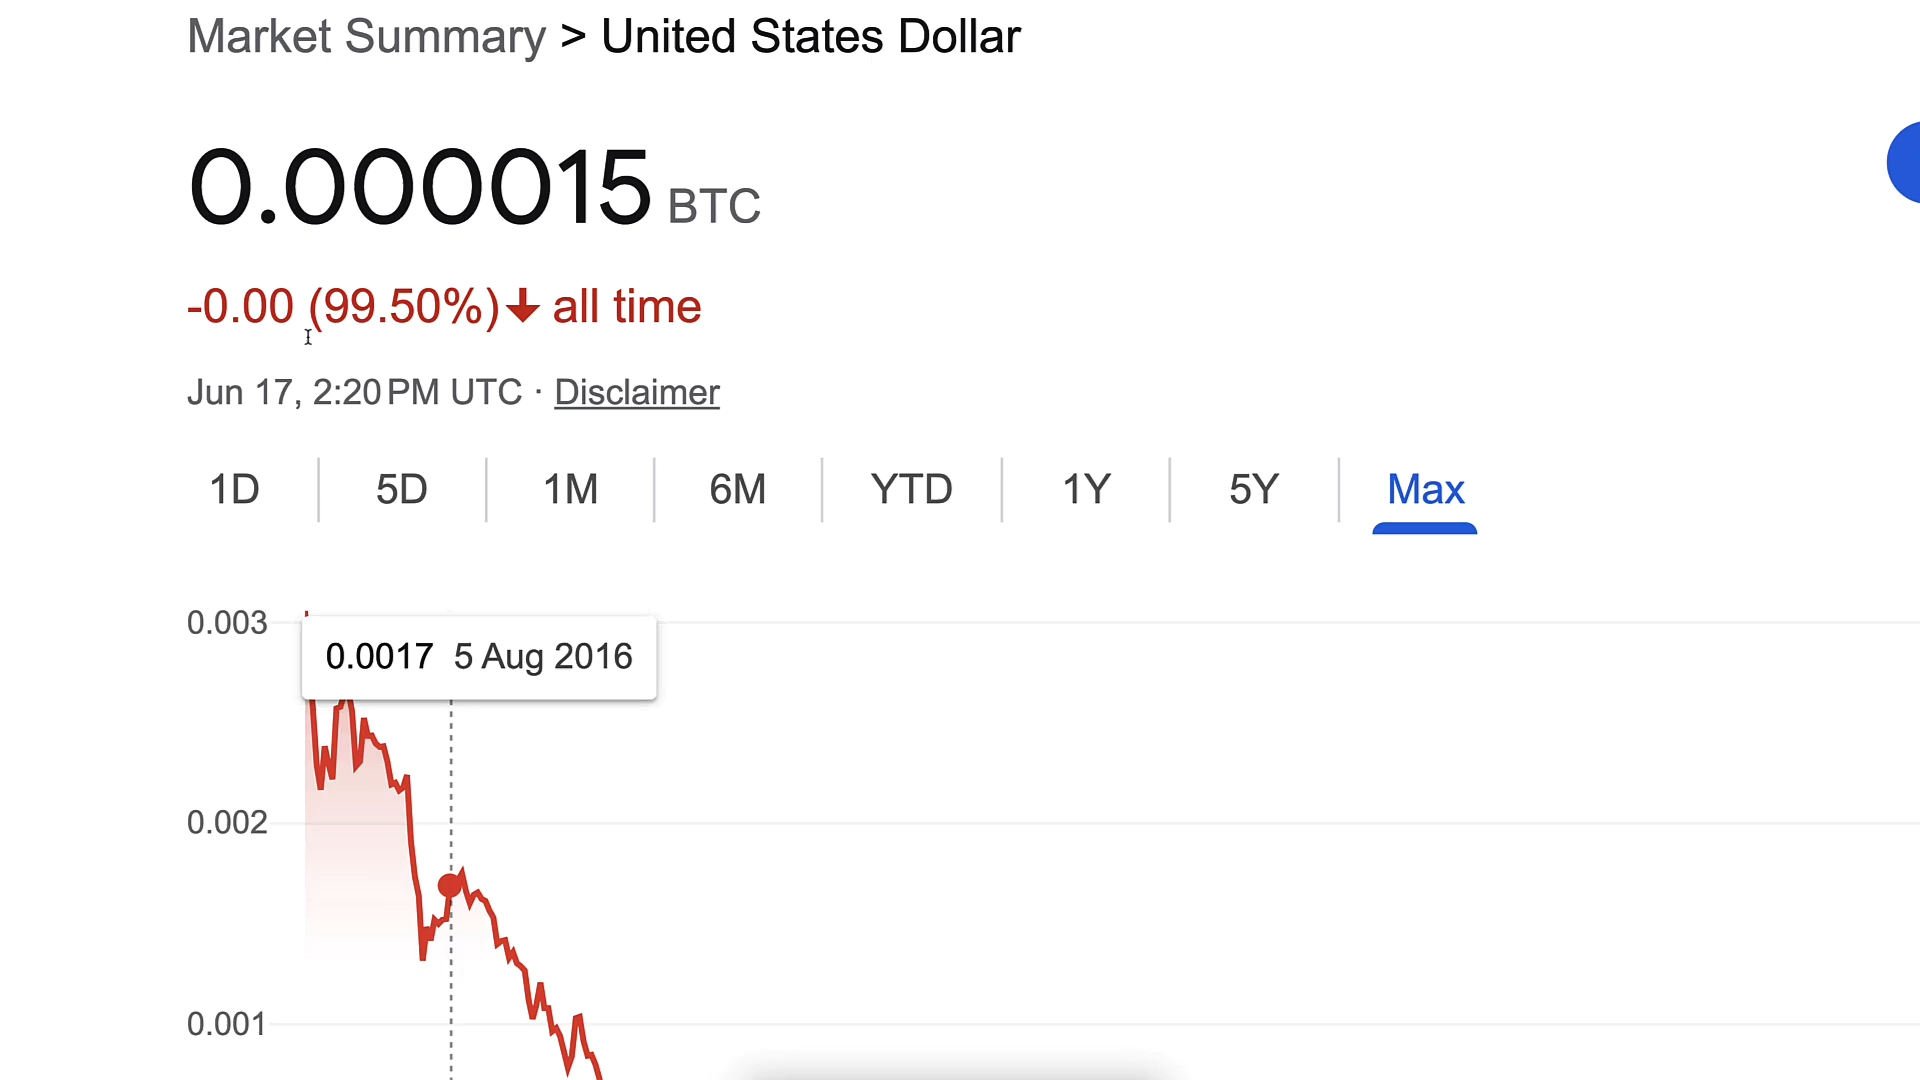 Market Summary > United States Dollar
0.000015 BTC
-0.00 (99.50%)↓ all time
Jun 17, 2:20 PM UTC · Disclaimer
1D 5D 1M 6M YTD 1Y 5Y Max
0.003
0.0017 5 Aug 2016
0.002
0.001